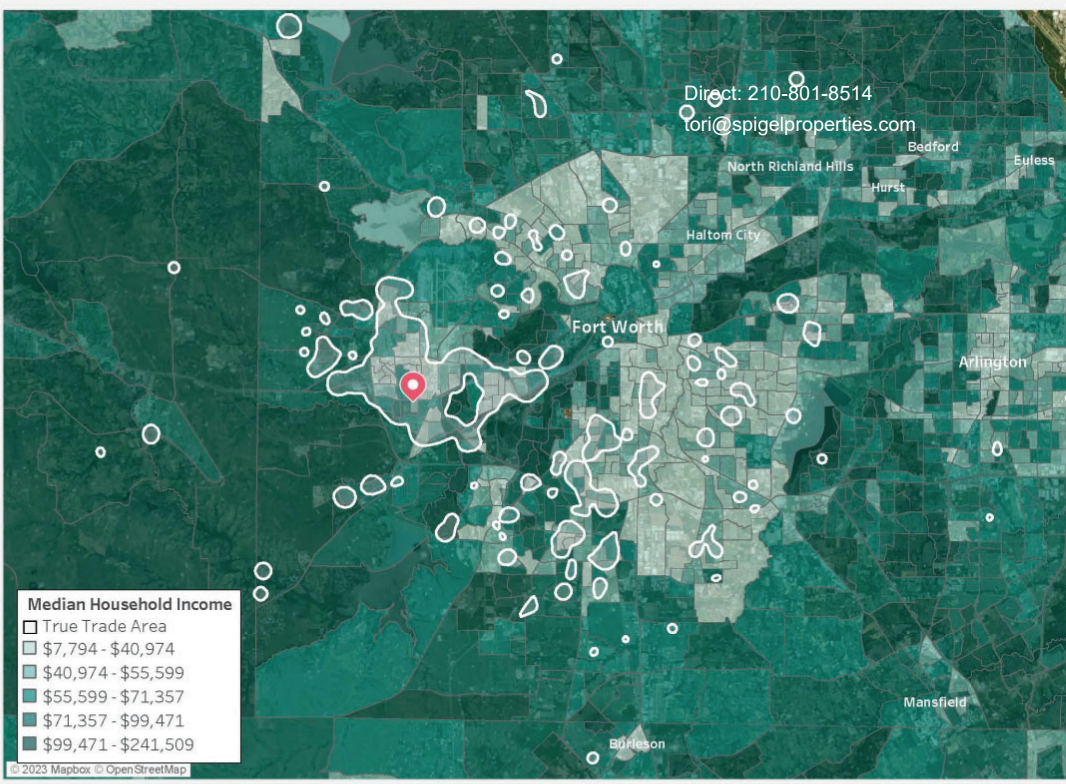 Direct: 210-801-8514
tori@spigelproperties.com
Bedford
Euless
North Richland Hills
Hurst
Haltom City
Fort Worth
Arlington
Median Household Income
True Trade Area
$7,794 - $40,974
$40,974 - $55,599
$55,599 - $71,357
$71,357 - $99,471
$99,471 - $241,509
Mansfield
Burleson
© 2023 Mapbox © OpenStreetMap